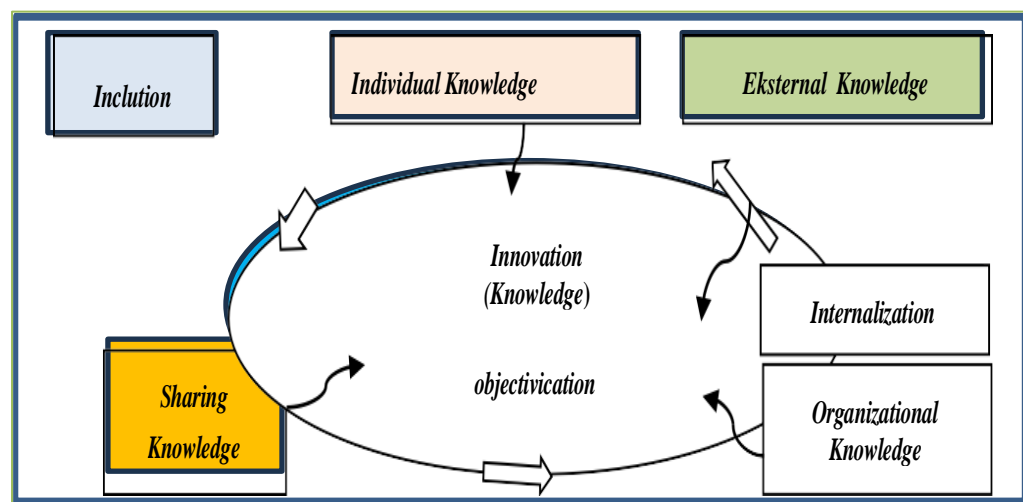 Inclution
Individual Knowledge
Eksternal Knowledge
Innovation
(Knowledge)
Internalization
objectivication
Sharing
Knowledge
Organizational
Knowledge